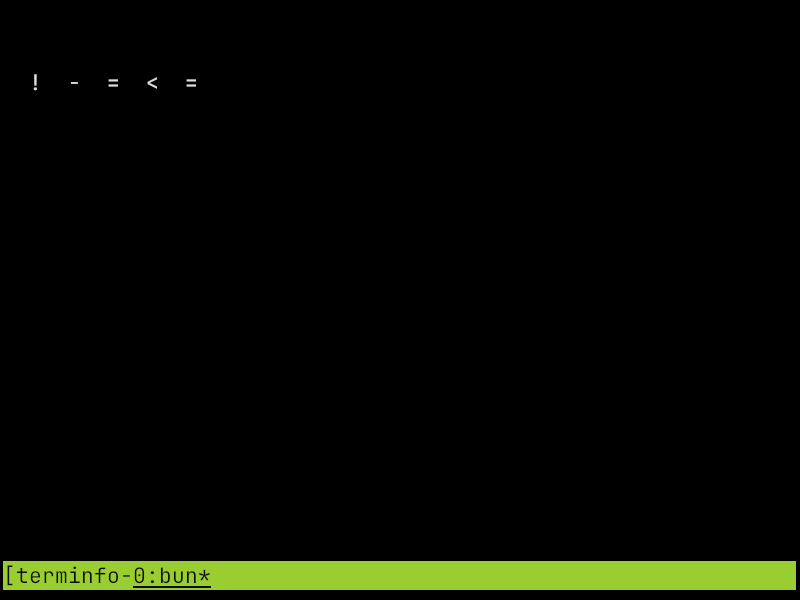 ! - = < =
[terminfo-0:bun*